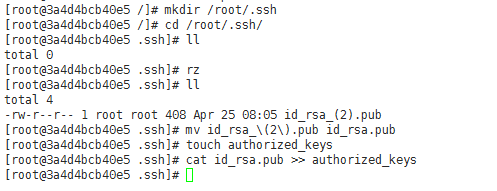 [root@3a4d4bcb40e5 /]# mkdir /root/.ssh
[root@3a4d4bcb40e5 /]# cd /root/.ssh/
[root@3a4d4bcb40e5 .ssh]# ll
total 0
[root@3a4d4bcb40e5 .ssh]# rz
[root@3a4d4bcb40e5 .ssh]# ll
total 4
-rw-r--r-- 1 root root 408 Apr 25 08:05 id_rsa_(2).pub
[root@3a4d4bcb40e5 .ssh]# mv id_rsa_\(2\).pub id_rsa.pub
[root@3a4d4bcb40e5 .ssh]# touch authorized_keys
[root@3a4d4bcb40e5 .ssh]# cat id_rsa.pub >> authorized_keys
[root@3a4d4bcb40e5 .ssh]#